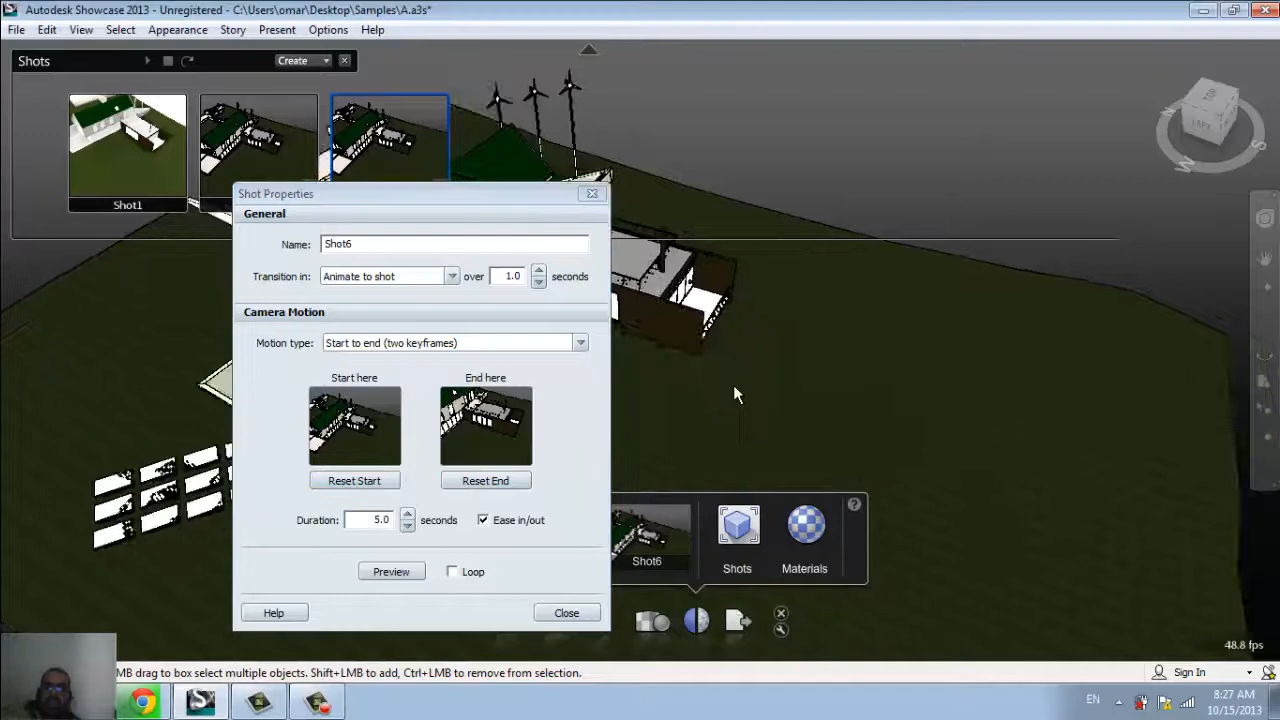 Autodesk Showcase 2013 - Unregistered - C:\Users\omar\Desktop\Samples\A.a3s*
File Edit View Select Appearance Story Present Options Help
Shots
Create
Shot1
TOP
LEFT
W
S
Shot Properties
General
Name: Shot6
Transition in: Animate to shot over 1.0 seconds
Camera Motion
Motion type: Start to end (two keyframes)
Start here End here
Reset Start Reset End
Duration: 5.0 seconds Ease in/out
Preview Loop
Help Close
Shot6 Shots Materials
?
48.8 fps
MB drag to box select multiple objects. Shift+LMB to add, Ctrl+LMB to remove from selection.
Sign In
EN
8:27 AM
10/15/2013